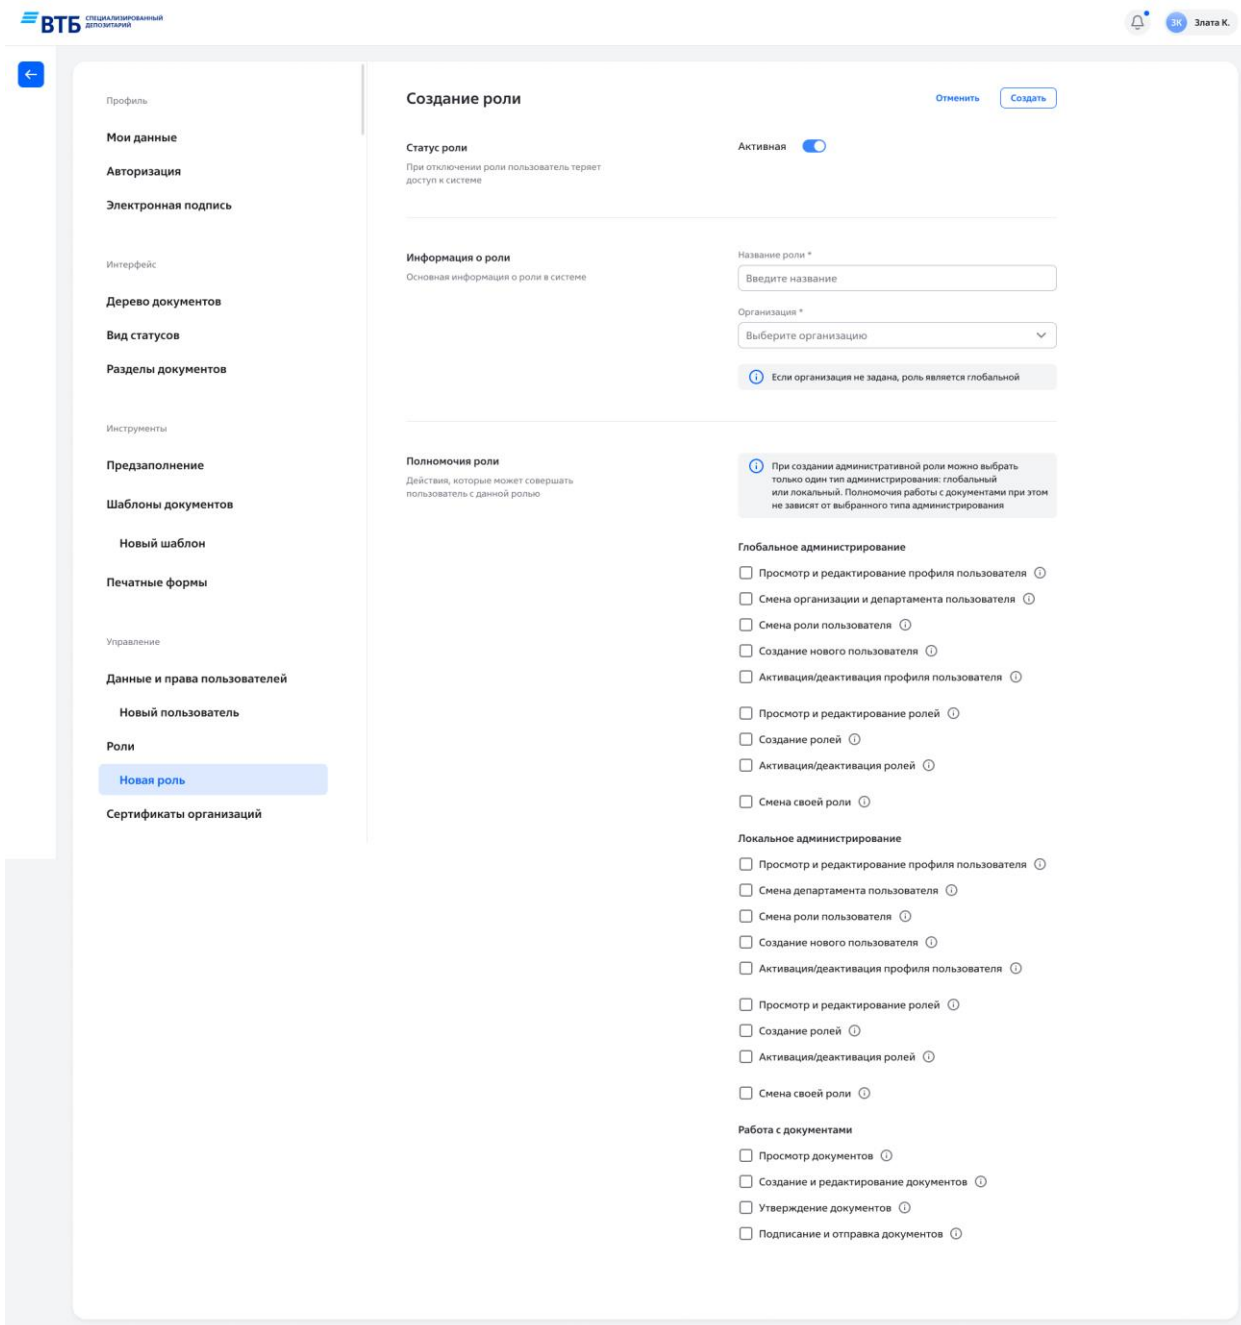 ВТБ СПЕЦИАЛИЗИРОВАННЫЙ
ДЕПОЗИТАРИЙ
ЗК Злата К.
Профиль
Мои данные
Авторизация
Электронная подпись
Интерфейс
Дерево документов
Вид статусов
Разделы документов
Инструменты
Предзаполнение
Шаблоны документов
Новый шаблон
Печатные формы
Управление
Данные и права пользователей
Новый пользователь
Роли
Новая роль
Сертификаты организаций
Создание роли
Отменить
Создать
Статус роли
При отключении роли пользователь теряет
доступ к системе
Активная
Информация о роли
Основная информация о роли в системе
Название роли *
Введите название
Организация *
Выберите организацию
Если организация не задана, роль является глобальной
Полномочия роли
Действия, которые может совершать
пользователь с данной ролью
При создании административной роли можно выбрать
только один тип администрирования: глобальный
или локальный. Полномочия работы с документами при этом
не зависят от выбранного типа администрирования
Глобальное администрирование
Просмотр и редактирование профиля пользователя
Смена организации и департамента пользователя
Смена роли пользователя
Создание нового пользователя
Активация/деактивация профиля пользователя
Просмотр и редактирование ролей
Создание ролей
Активация/деактивация ролей
Смена своей роли
Локальное администрирование
Просмотр и редактирование профиля пользователя
Смена департамента пользователя
Смена роли пользователя
Создание нового пользователя
Активация/деактивация профиля пользователя
Просмотр и редактирование ролей
Создание ролей
Активация/деактивация ролей
Смена своей роли
Работа с документами
Просмотр документов
Создание и редактирование документов
Утверждение документов
Подписание и отправка документов